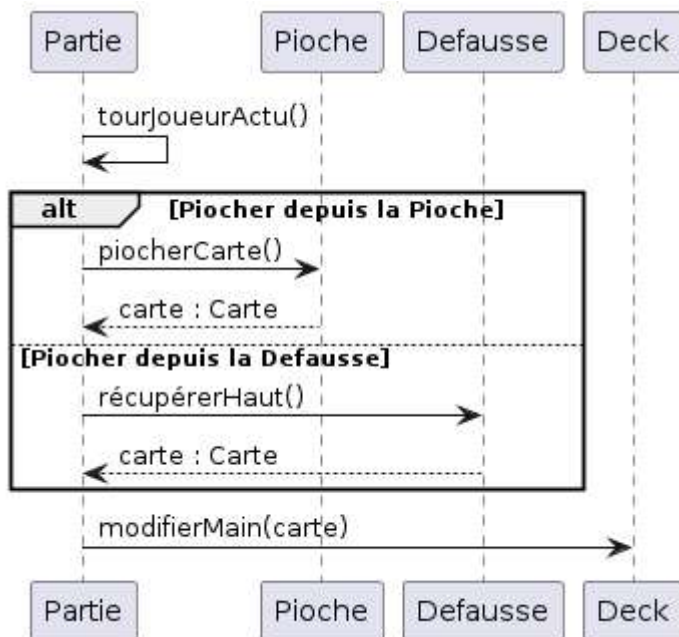 Partie Pioche Defausse Deck
tourJoueurActu()
alt [Piocher depuis la Pioche]
piocherCarte()
carte : Carte
[Piocher depuis la Defausse]
récupérerHaut()
carte : Carte
modifierMain(carte)
Partie Pioche Defausse Deck